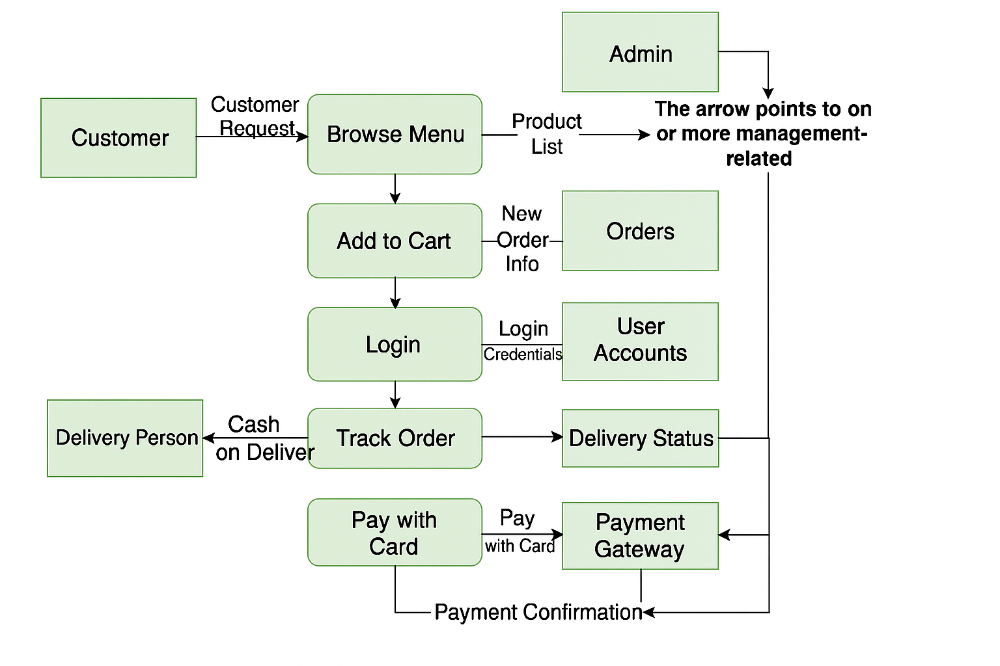 Admin
Customer
Customer
Request
Browse Menu
Product
List
The arrow points to on
or more management-
related
Add to Cart
New
Order
Info
Orders
Login
Login
Credentials
User
Accounts
Delivery Person
Cash
on Deliver
Track Order
Delivery Status
Pay with
Card
Pay
with Card
Payment
Gateway
Payment Confirmation